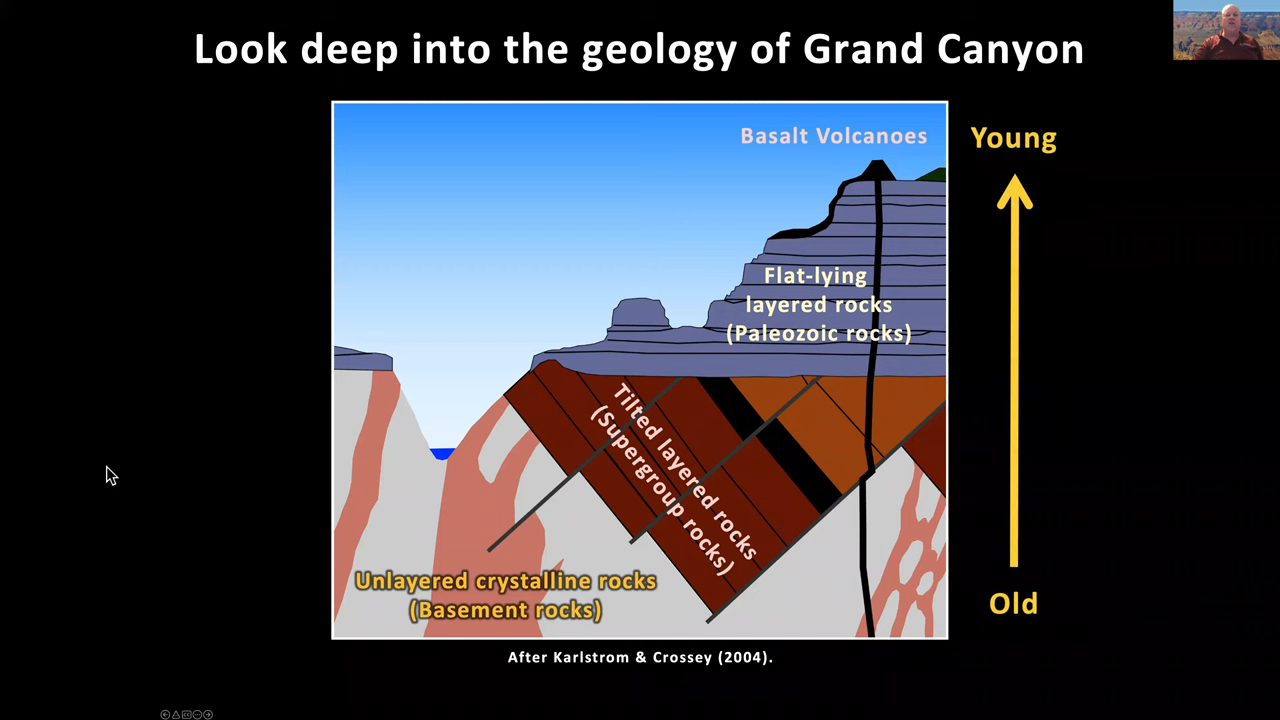 Look deep into the geology of Grand Canyon
Basalt Volcanoes
Young
Flat-lying
layered rocks
(Paleozoic rocks)
Tilted layered rocks
(Supergroup rocks)
Unlayered crystalline rocks
(Basement rocks)
Old
After Karlstrom & Crossey (2004).